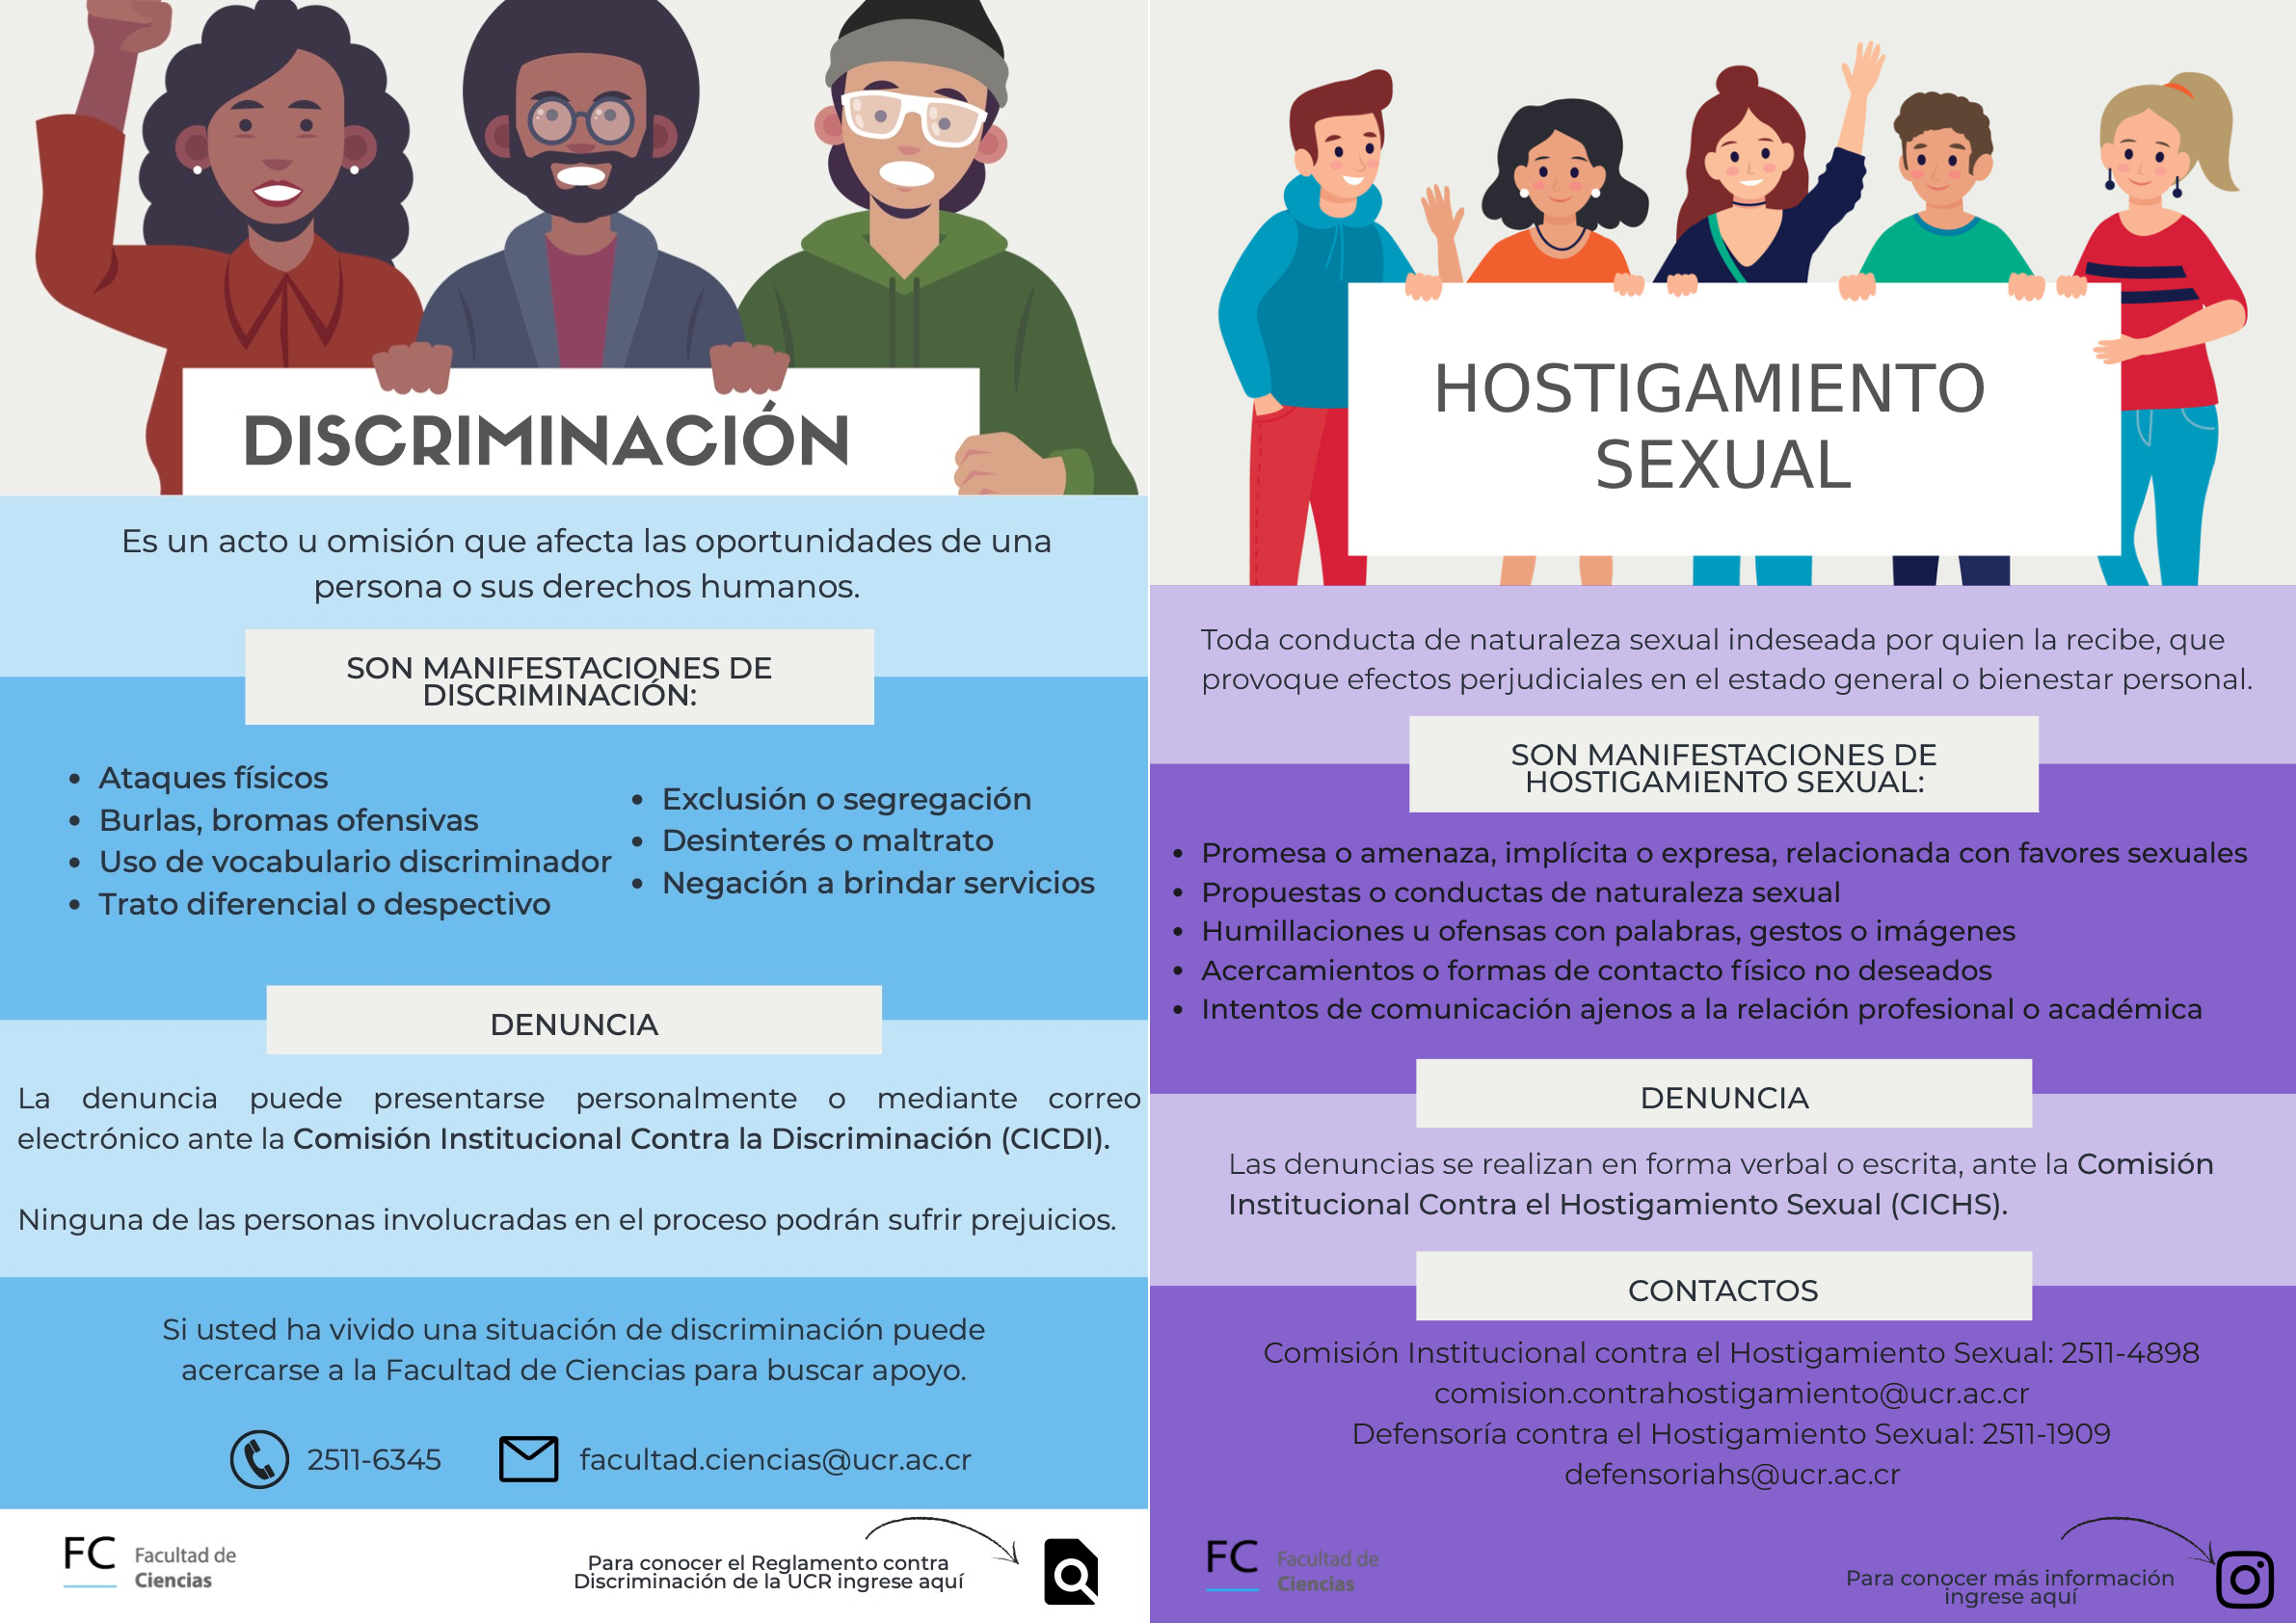 DISCRIMINACIÓN
Es un acto u omisión que afecta las oportunidades de una
persona o sus derechos humanos.
SON MANIFESTACIONES DE
DISCRIMINACIÓN:
Ataques físicos
Burlas, bromas ofensivas
Uso de vocabulario discriminador
Trato diferencial o despectivo
Exclusión o segregación
Desinterés o maltrato
Negación a brindar servicios
DENUNCIA
La denuncia puede presentarse personalmente o mediante correo
electrónico ante la Comisión Institucional Contra la Discriminación (CICDI).
Ninguna de las personas involucradas en el proceso podrán sufrir prejuicios.
Si usted ha vivido una situación de discriminación puede
acercarse a la Facultad de Ciencias para buscar apoyo.
2511-6345
facultad.ciencias@ucr.ac.cr
FC Facultad de
Ciencias
Para conocer el Reglamento contra
Discriminación de la UCR ingrese aquí
HOSTIGAMIENTO
SEXUAL
Toda conducta de naturaleza sexual indeseada por quien la recibe, que
provoque efectos perjudiciales en el estado general o bienestar personal.
SON MANIFESTACIONES DE
HOSTIGAMIENTO SEXUAL:
Promesa o amenaza, implícita o expresa, relacionada con favores sexuales
Propuestas o conductas de naturaleza sexual
Humillaciones u ofensas con palabras, gestos o imágenes
Acercamientos o formas de contacto físico no deseados
Intentos de comunicación ajenos a la relación profesional o académica
DENUNCIA
Las denuncias se realizan en forma verbal o escrita, ante la Comisión
Institucional Contra el Hostigamiento Sexual (CICHS).
CONTACTOS
Comisión Institucional contra el Hostigamiento Sexual: 2511-4898
comision.contrahostigamiento@ucr.ac.cr
Defensoría contra el Hostigamiento Sexual: 2511-1909
defensoriahs@ucr.ac.cr
FC Facultad de
Ciencias
Para conocer más información
ingrese aquí